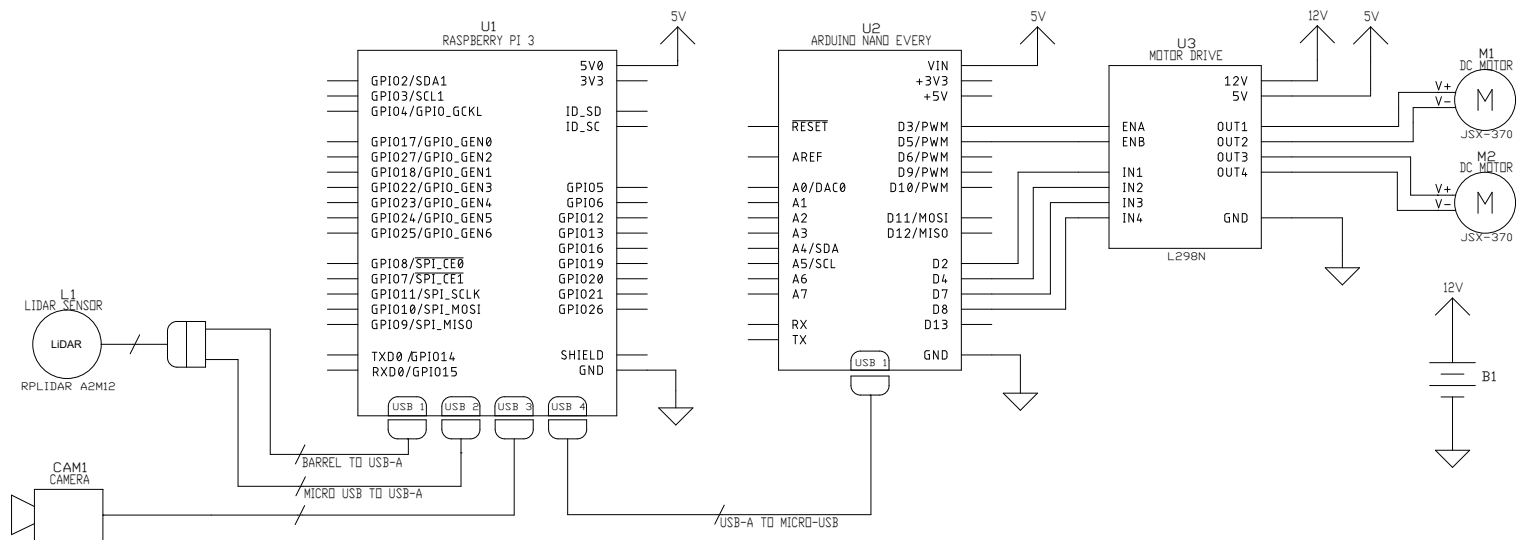 U1
RASPBERRY PI 3
5V
5V0
3V3
GPIO2/SDA1
GPIO3/SCL1
GPIO4/GPIO_GCKL
ID_SD
ID_SC
GPIO17/GPIO_GEN0
GPIO27/GPIO_GEN2
GPIO18/GPIO_GEN1
GPIO22/GPIO_GEN3
GPIO23/GPIO_GEN4
GPIO24/GPIO_GEN5
GPIO25/GPIO_GEN6
GPIO5
GPIO6
GPIO12
GPIO13
GPIO16
GPIO19
GPIO20
GPIO21
GPIO26
GPIO8/SPI_CE0
GPIO7/SPI_CE1
GPIO11/SPI_SCLK
GPIO10/SPI_MOSI
GPIO9/SPI_MISO
TXD0/GPIO14
RXD0/GPIO15
SHIELD
GND
USB 1
USB 2
USB 3
USB 4
L1
LIDAR SENSOR
LiDAR
RPLIDAR A2M12
BARREL TO USB-A
MICRO USB TO USB-A
CAM1
CAMERA
USB-A TO MICRO-USB
U2
ARDUINO NANO EVERY
5V
VIN
+3V3
+5V
RESET
AREF
A0/DAC0
A1
A2
A3
A4/SDA
A5/SCL
A6
A7
RX
TX
D3/PWM
D5/PWM
D6/PWM
D9/PWM
D10/PWM
D11/MOSI
D12/MISO
D2
D4
D7
D8
D13
GND
USB 1
U3
MOTOR DRIVE
12V
5V
12V
5V
ENA
ENB
IN1
IN2
IN3
IN4
OUT1
OUT2
OUT3
OUT4
GND
L298N
M1
DC MOTOR
V+
V-
M
JSX-370
M2
DC MOTOR
V+
V-
M
JSX-370
12V
B1